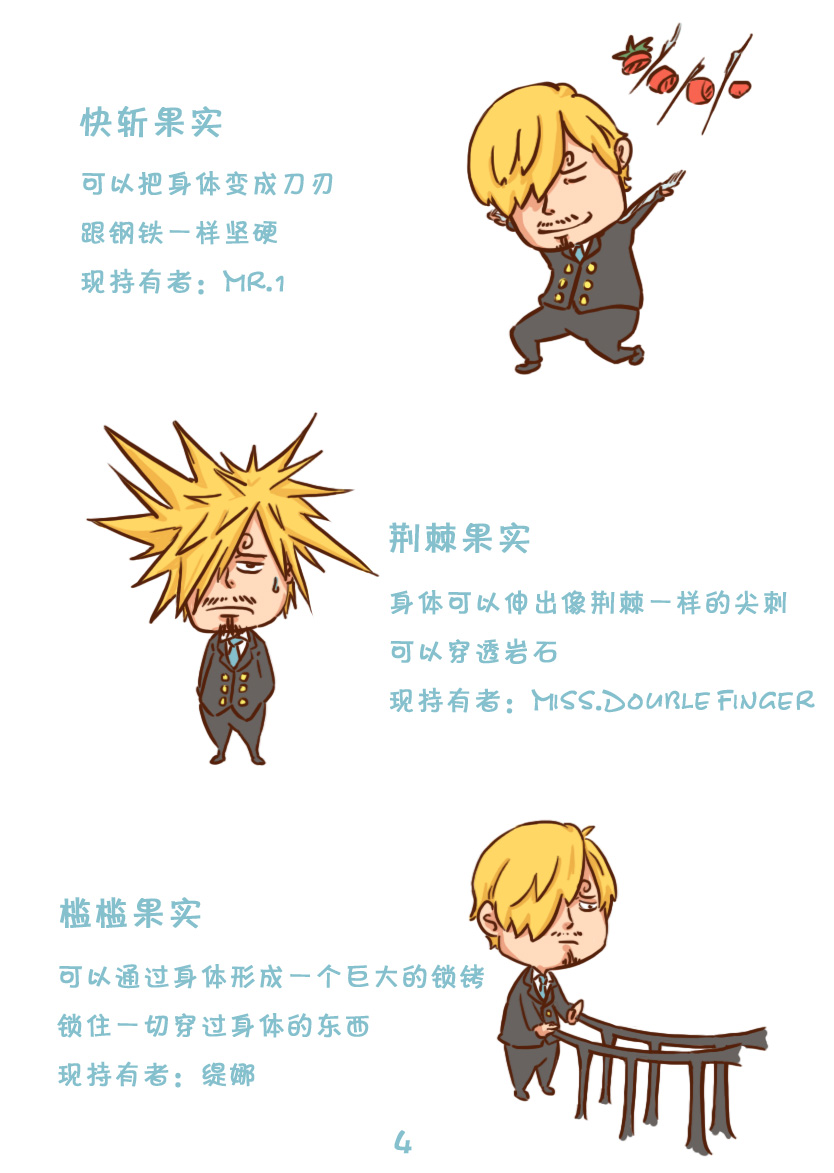 快斩果实
可以把身体变成刀刃
跟钢铁一样坚硬
现持有者：MR.1
荆棘果实
身体可以伸出像荆棘一样的尖刺
可以穿透岩石
现持有者：MISS.DOUBLE FINGER
槛槛果实
可以通过身体形成一个巨大的锁铐
锁住一切穿过身体的东西
现持有者：缇娜
4